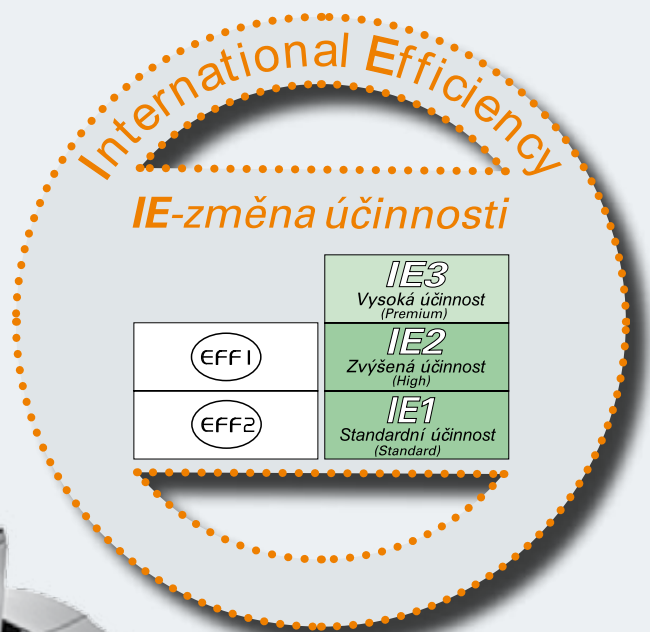 International Efficiency
IE-změna účinnosti
IE3
Vysoká účinnost
(Premium)
EFF1
IE2
Zvýšená účinnost
(High)
EFF2
IE1
Standardní účinnost
(Standard)